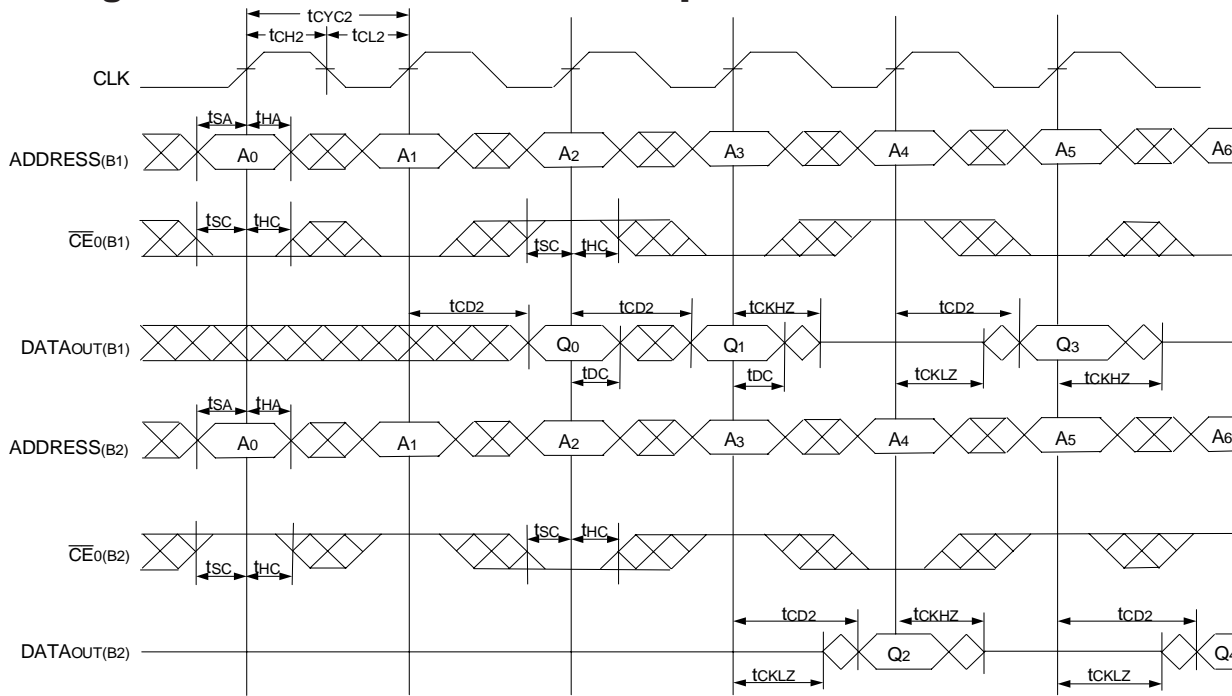 tCYC2
tCH2 tCL2
CLK
tSA tHA
ADDRESS(B1) A0 A1 A2 A3 A4 A5 A6
tSC tHC
CE0(B1)
tSC tHC
tCD2 tCD2 tCKHZ tCD2
DATAOUT(B1) Q0 Q1 Q3
tDC tDC tCKLZ tCKHZ
tSA tHA
ADDRESS(B2) A0 A1 A2 A3 A4 A5 A6
tSC tHC
CE0(B2)
tSC tHC
tCD2 tCKHZ tCD2
DATAOUT(B2) Q2 Q4
tCKLZ tCKLZ